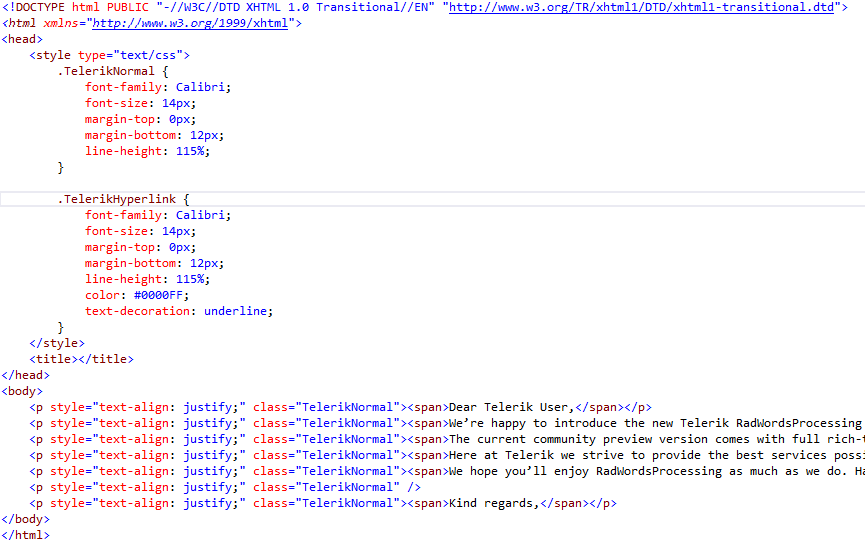 <!DOCTYPE html PUBLIC "-//W3C//DTD XHTML 1.0 Transitional//EN" "http://www.w3.org/TR/xhtml1/DTD/xhtml1-transitional.dtd">
<html xmlns="http://www.w3.org/1999/xhtml">
<head>
    <style type="text/css">
        .TelerikNormal {
            font-family: Calibri;
            font-size: 14px;
            margin-top: 0px;
            margin-bottom: 12px;
            line-height: 115%;
        }

        .TelerikHyperlink {
            font-family: Calibri;
            font-size: 14px;
            margin-top: 0px;
            margin-bottom: 12px;
            line-height: 115%;
            color: #0000FF;
            text-decoration: underline;
        }
    </style>
    <title></title>
</head>
<body>
    <p style="text-align: justify;" class="TelerikNormal"><span>Dear Telerik User,</span></p>
    <p style="text-align: justify;" class="TelerikNormal"><span>We’re happy to introduce the new Telerik RadWordsProcessing
    <p style="text-align: justify;" class="TelerikNormal"><span>The current community preview version comes with full rich-t
    <p style="text-align: justify;" class="TelerikNormal"><span>Here at Telerik we strive to provide the best services possi
    <p style="text-align: justify;" class="TelerikNormal"><span>We hope you’ll enjoy RadWordsProcessing as much as we do. Ha
    <p style="text-align: justify;" class="TelerikNormal" />
    <p style="text-align: justify;" class="TelerikNormal"><span>Kind regards,</span></p>
</body>
</html>